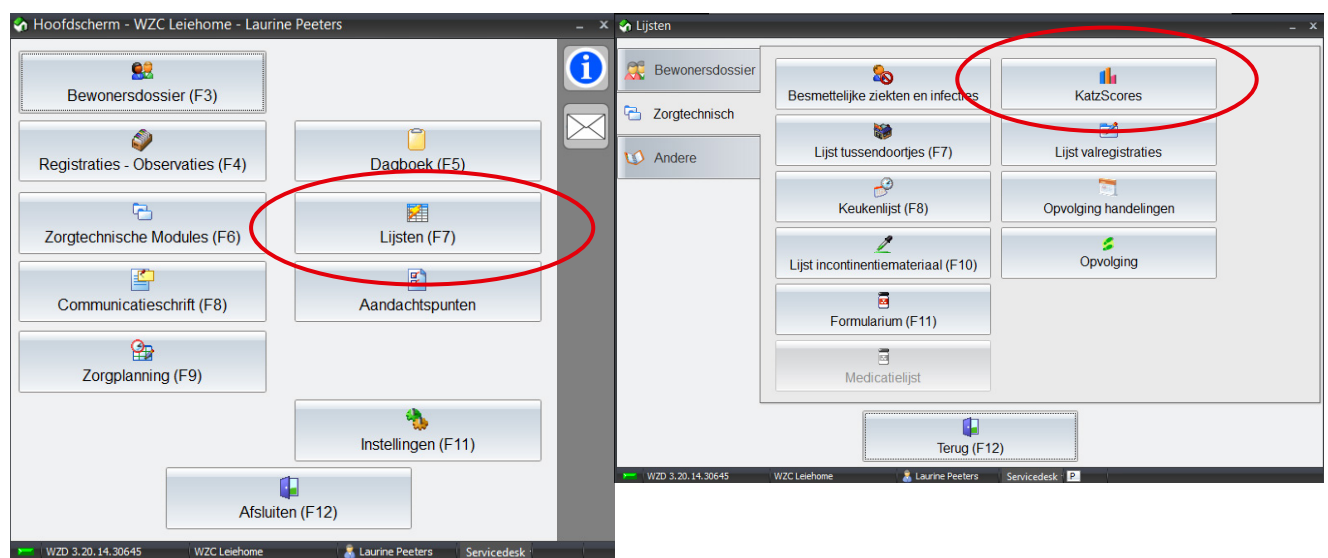 Hoofdscherm - WZC Leiehome - Laurine Peeters
Bewonersdossier (F3)
Registraties - Observaties (F4)
Dagboek (F5)
Zorgtechnische Modules (F6)
Lijsten (F7)
Communicatieschrift (F8)
Aandachtspunten
Zorgplanning (F9)
Instellingen (F11)
Afsluiten (F12)
WZD 3.20.14.30645 WZC Leiehome Laurine Peeters Servicedesk
Lijsten
Bewonersdossier
Zorgtechnisch
Andere
Besmettelijke ziekten en infecties
KatzScores
Lijst tussendoortjes (F7)
Lijst valregistraties
Keukenlijst (F8)
Opvolging handelingen
Lijst incontinentiemateriaal (F10)
Opvolging
Formularium (F11)
Medicatielijst
Terug (F12)
WZD 3.20.14.30645 WZC Leiehome Laurine Peeters Servicedesk P